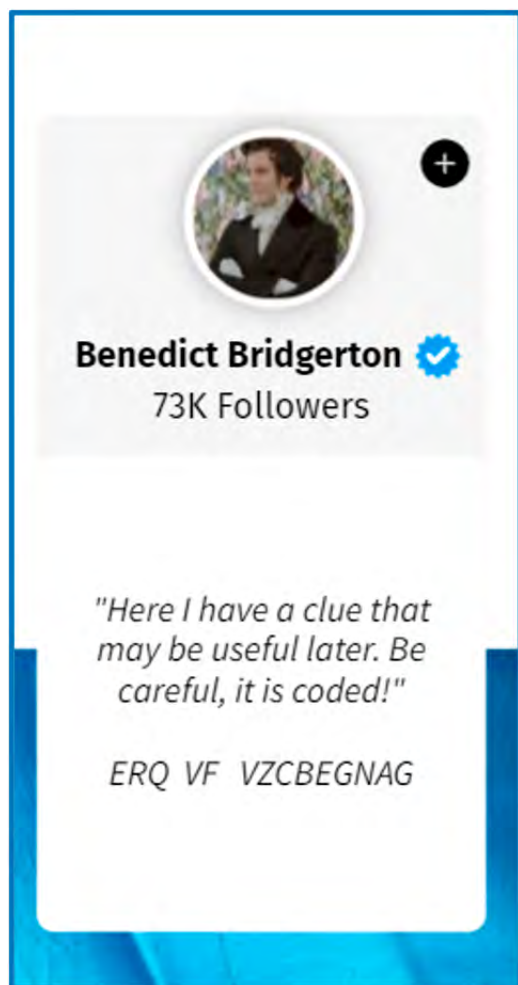 Benedict Bridgerton
73K Followers
"Here I have a clue that
may be useful later. Be
careful, it is coded!"
ERQ VF VZCBEGNAG